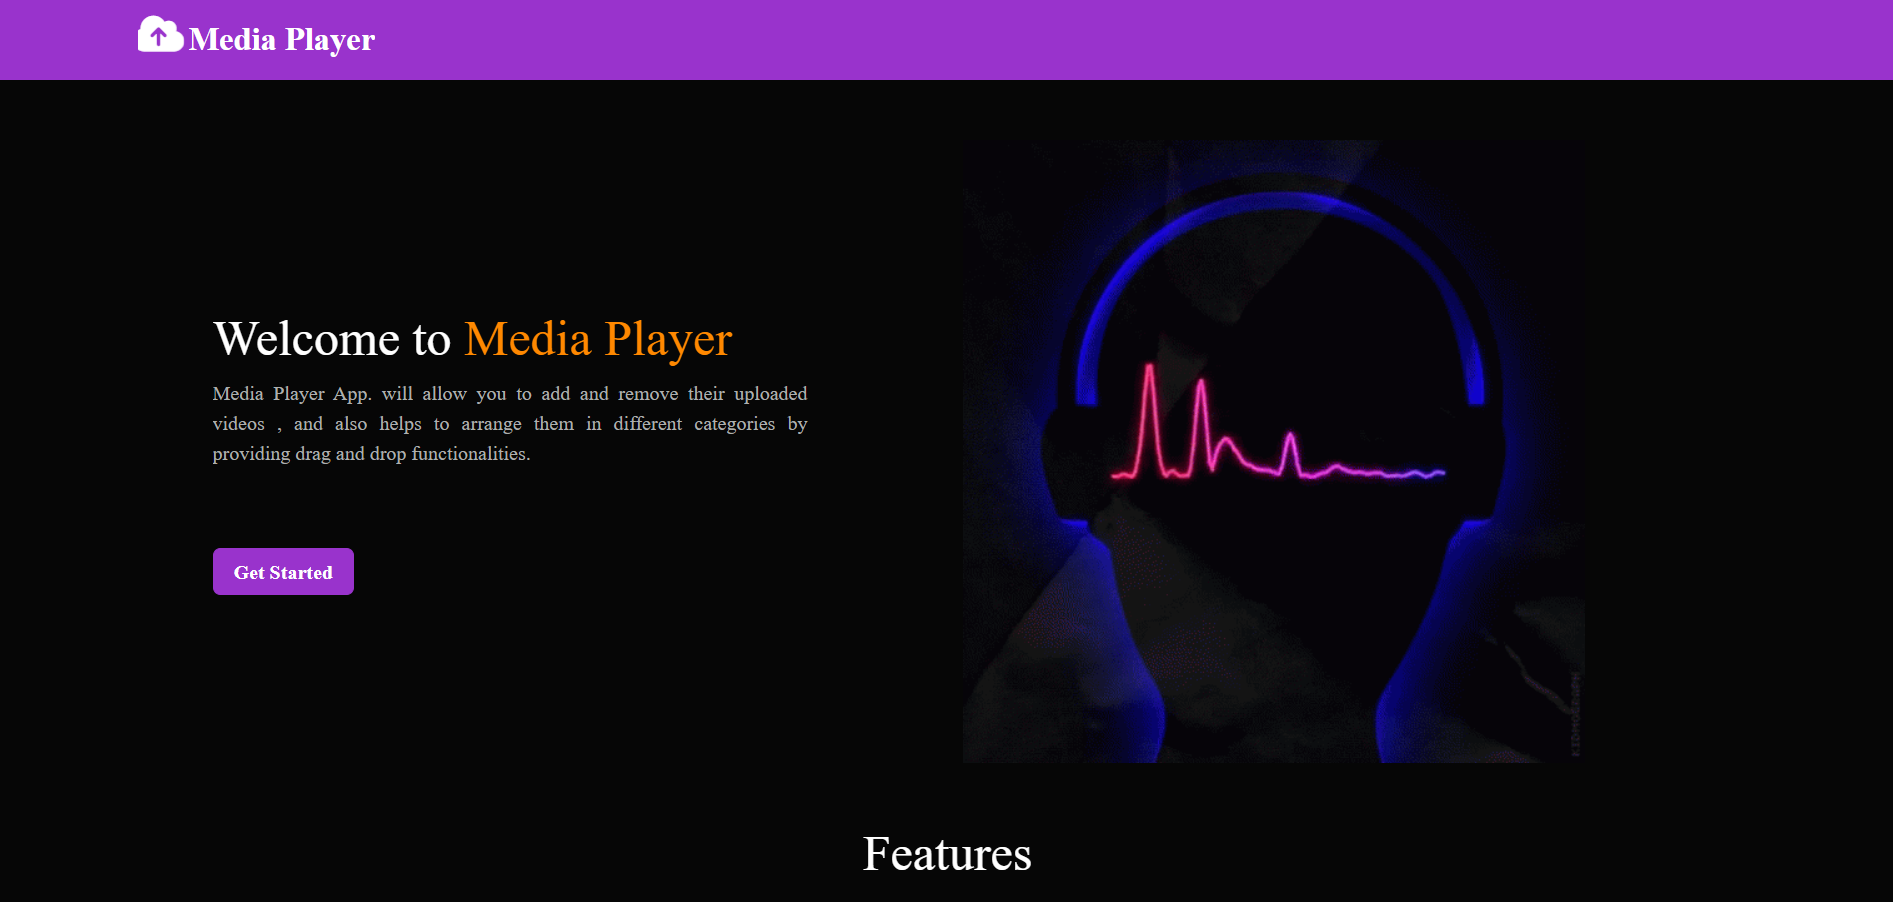 Media Player
Welcome to Media Player
Media Player App. will allow you to add and remove their uploaded
videos , and also helps to arrange them in different categories by
providing drag and drop functionalities.
Get Started
KIDMOGRAPH
Features